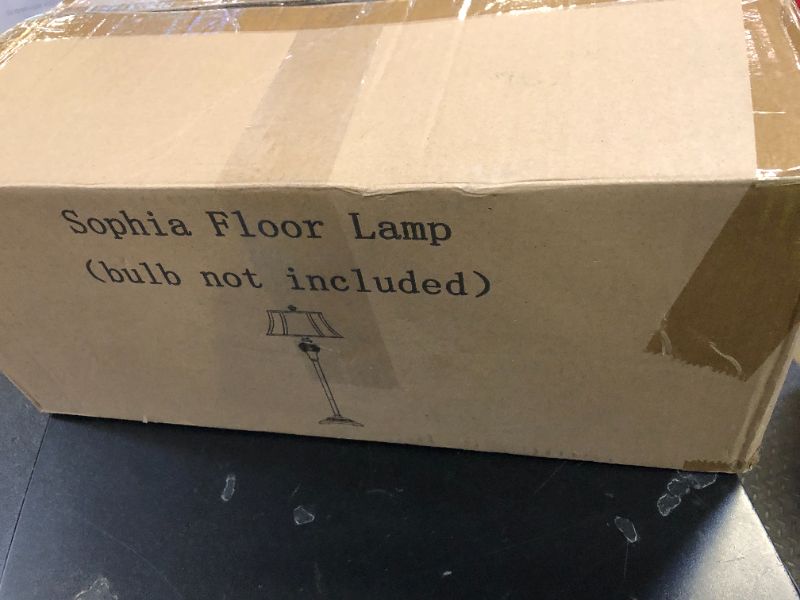 Sophia Floor Lamp
(bulb not included)